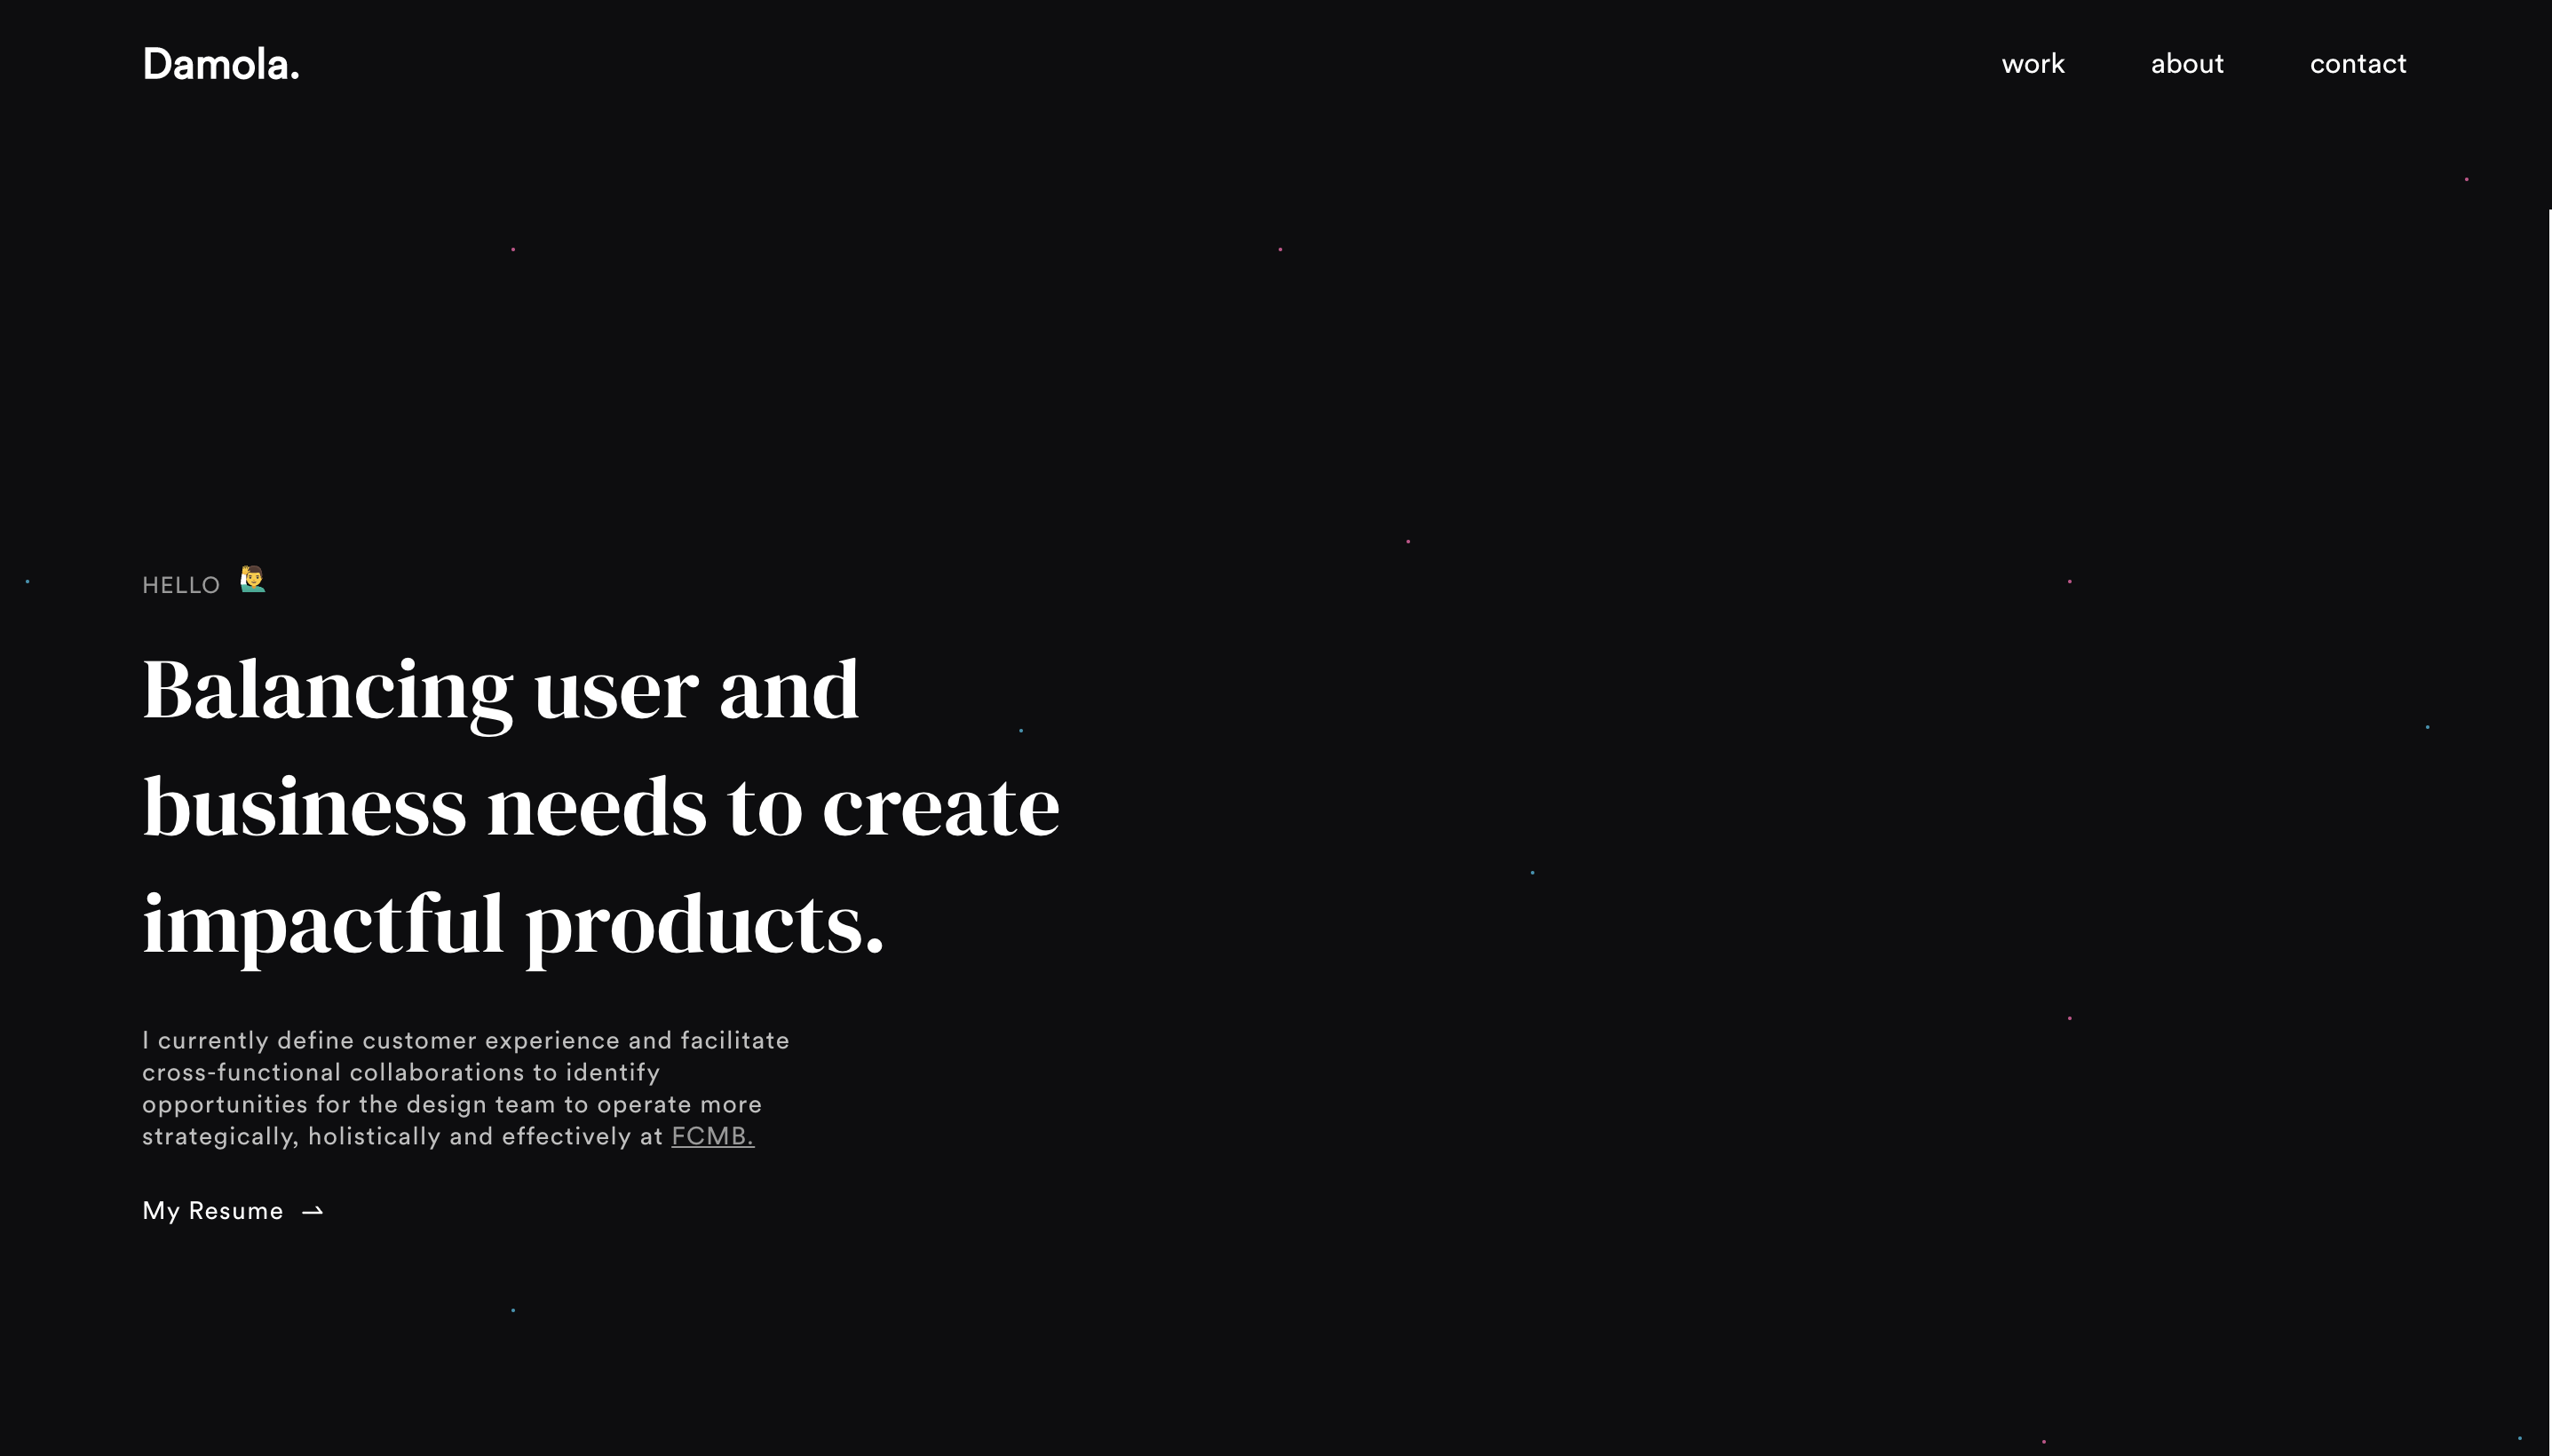 Damola.
work about contact
HELLO
Balancing user and
business needs to create
impactful products.
I currently define customer experience and facilitate
cross-functional collaborations to identify
opportunities for the design team to operate more
strategically, holistically and effectively at FCMB.
My Resume